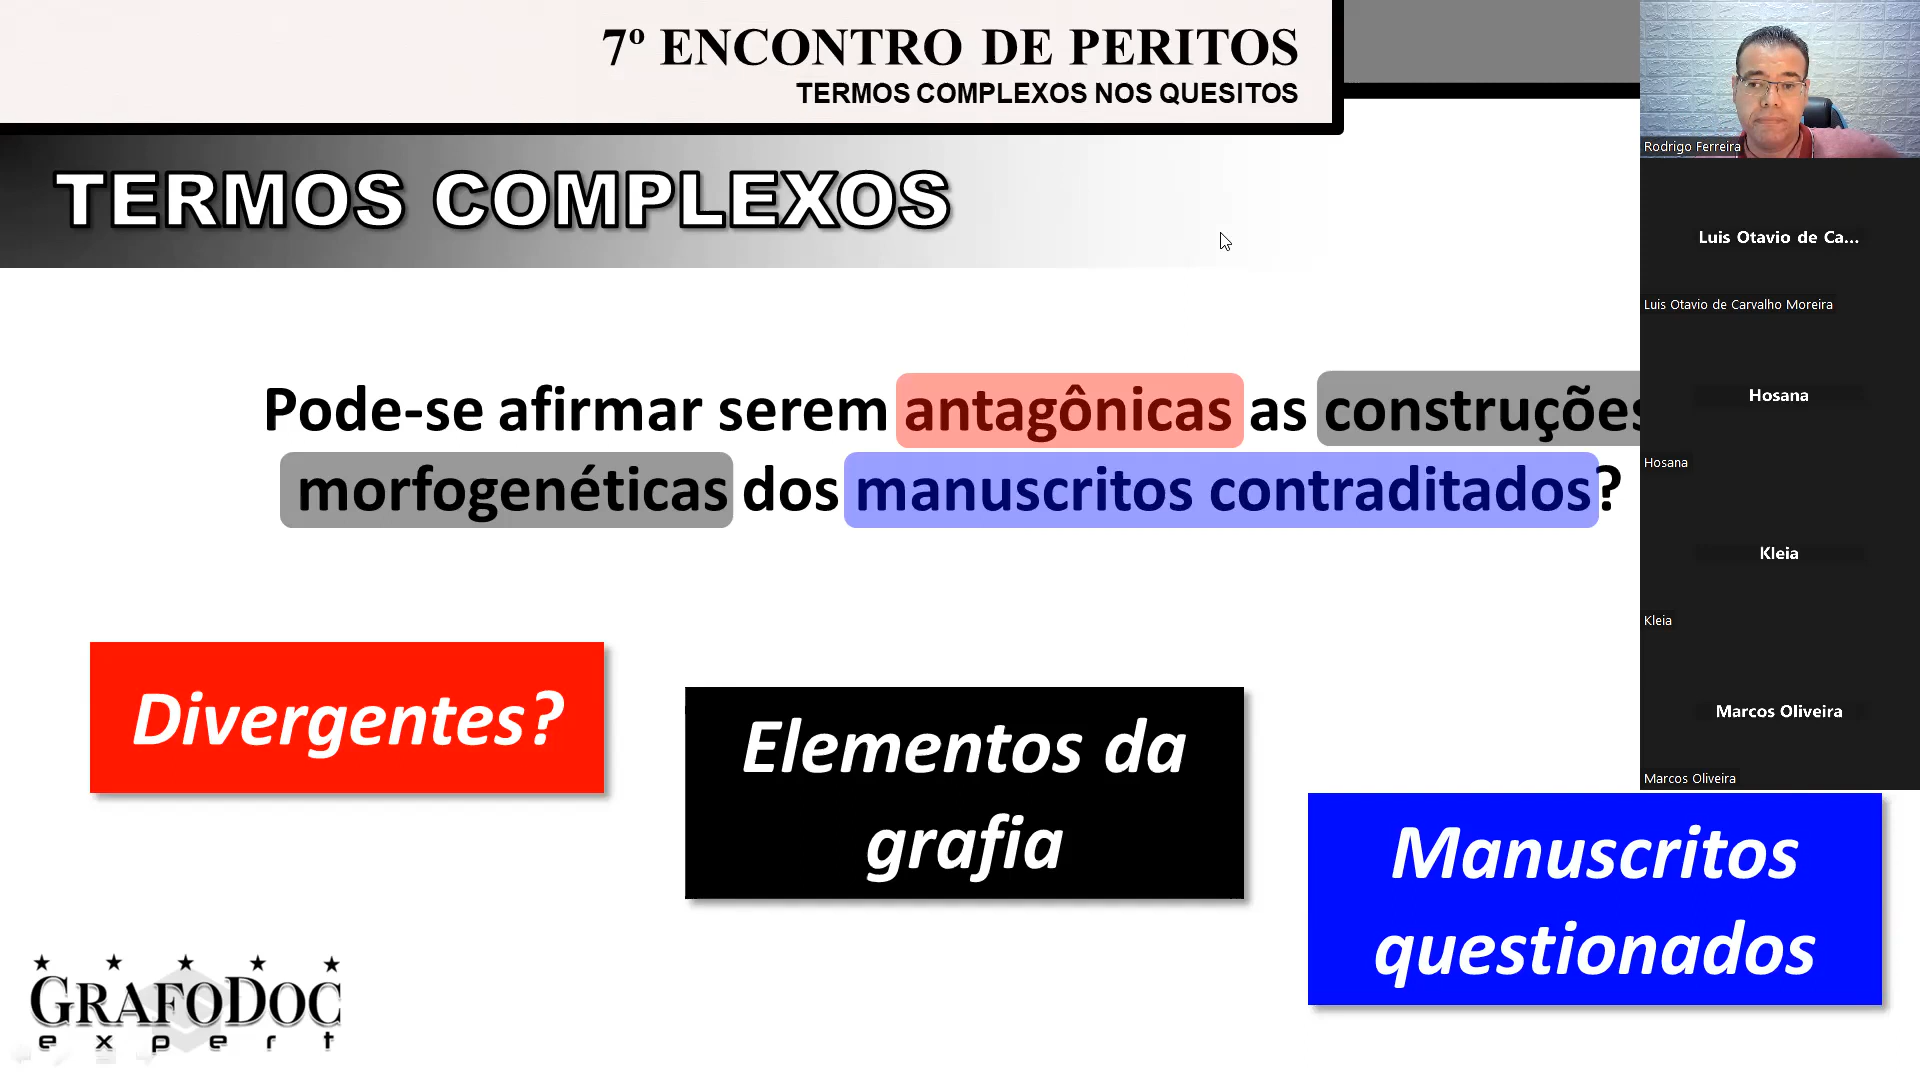 7º ENCONTRO DE PERITOS
TERMOS COMPLEXOS NOS QUESITOS
TERMOS COMPLEXOS
Pode-se afirmar serem antagônicas as construções
morfogenéticas dos manuscritos contraditados?
Divergentes?
Elementos da
grafia
Manuscritos
questionados
GRAFODOC
expert
Rodrigo Ferreira
Luis Otavio de Ca...
Luis Otavio de Carvalho Moreira
Hosana
Hosana
Kleia
Kleia
Marcos Oliveira
Marcos Oliveira